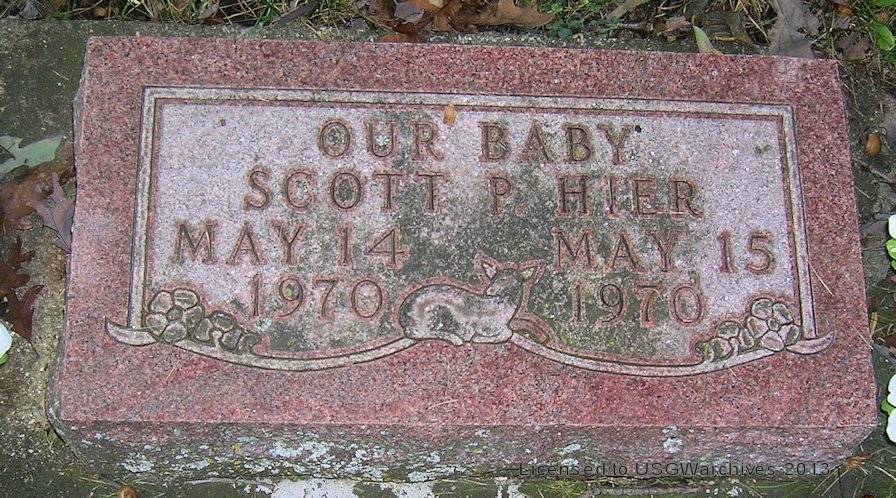 OUR BABY
SCOTT P. HIER
MAY 14 MAY 15
1970 1970
Licensed to USGWarchives 2013